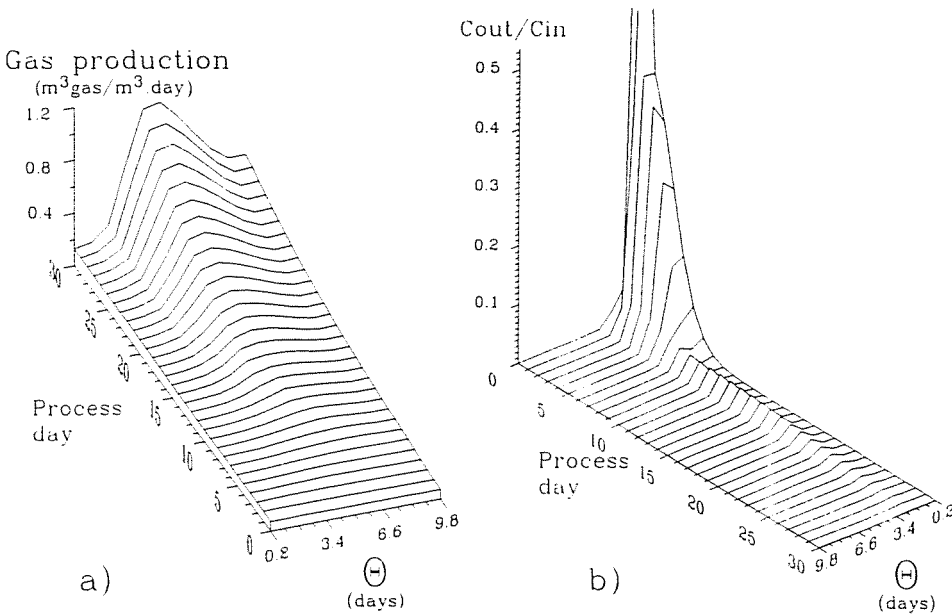 Gas production
(m³gas/m³.day)
1.2
0.8
0.4
30
25
20
15
10
5
0
Process
day
0.2
3.4
6.6
9.8
Θ
(days)
a)
Cout/Cin
0.5
0.4
0.3
0.2
0.1
0
5
10
15
20
25
30
Process
day
9.8
6.6
3.4
0.2
Θ
(days)
b)